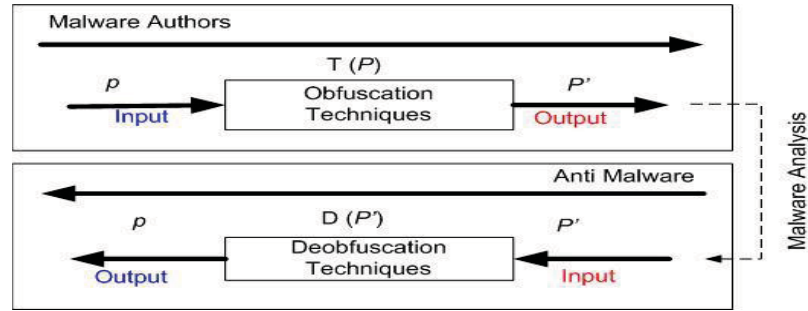 Malware Authors
T (P)
p
Obfuscation
Techniques
P'
Input
Output
Malware Analysis
Anti Malware
p
D (P')
P'
Deobfuscation
Techniques
Output
Input